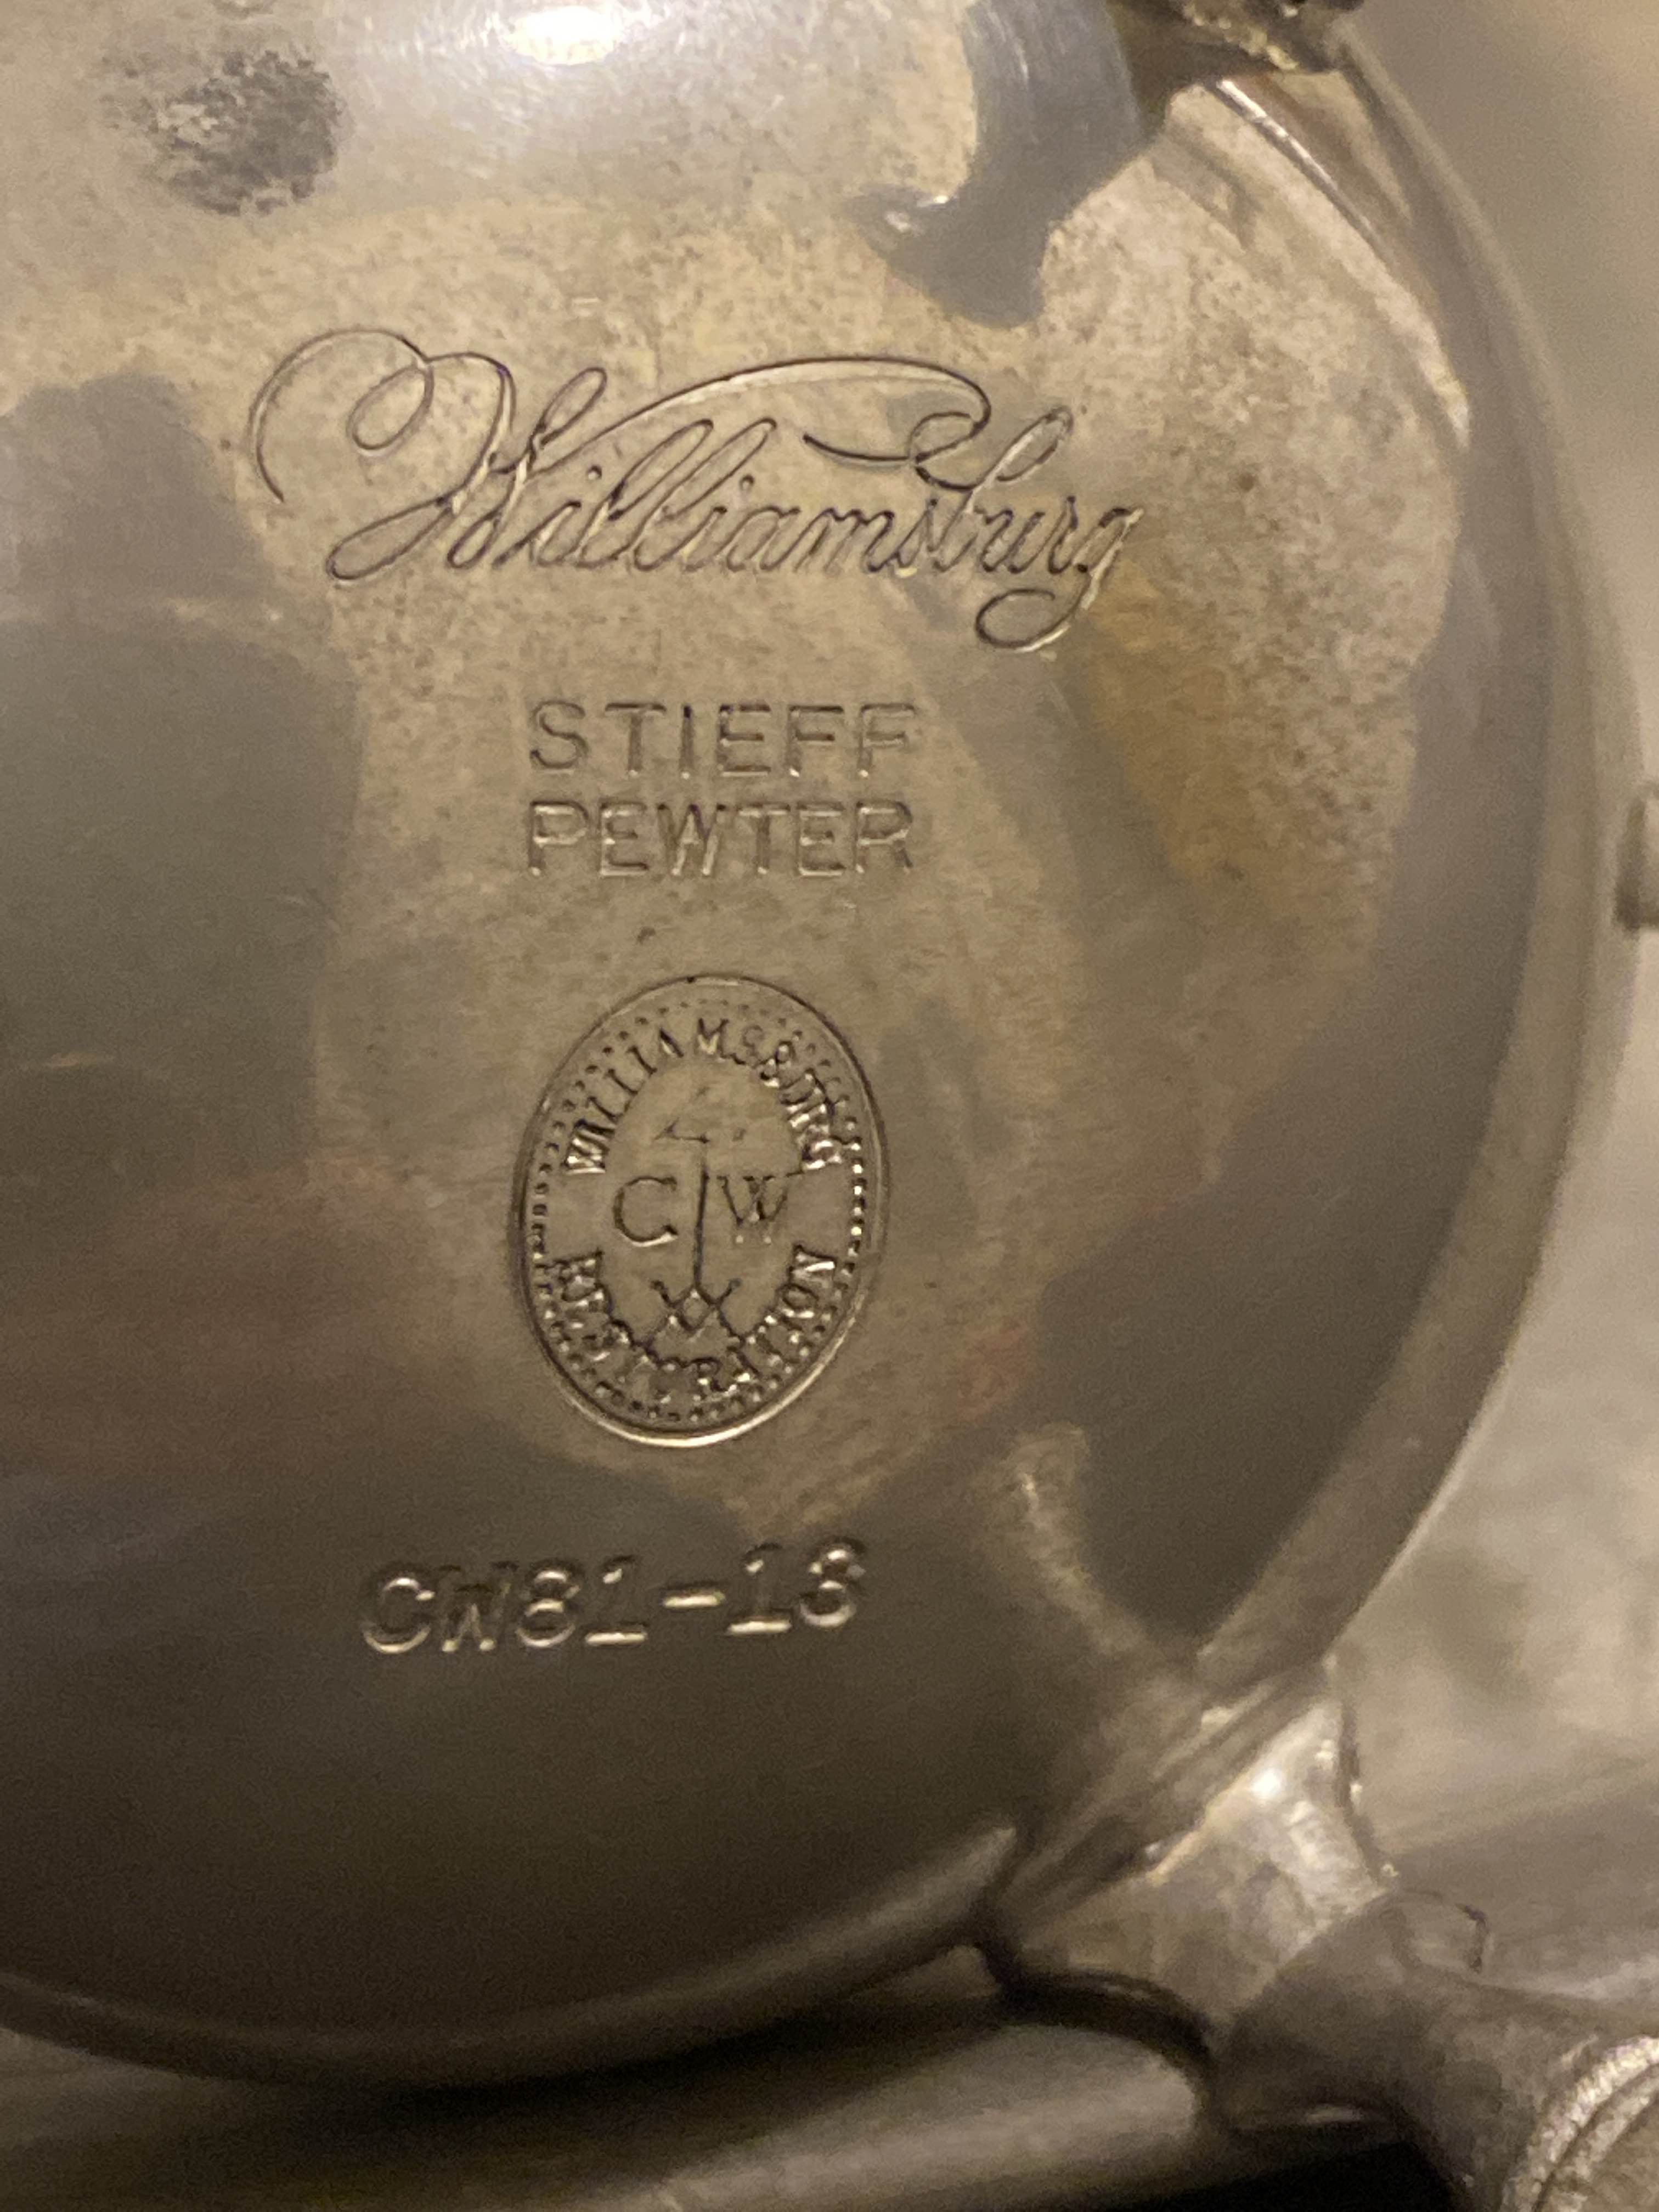 Williamsburg
STIEFF
PEWTER
WILLIAMSBURG
C W
RESTORATION
CW81-13